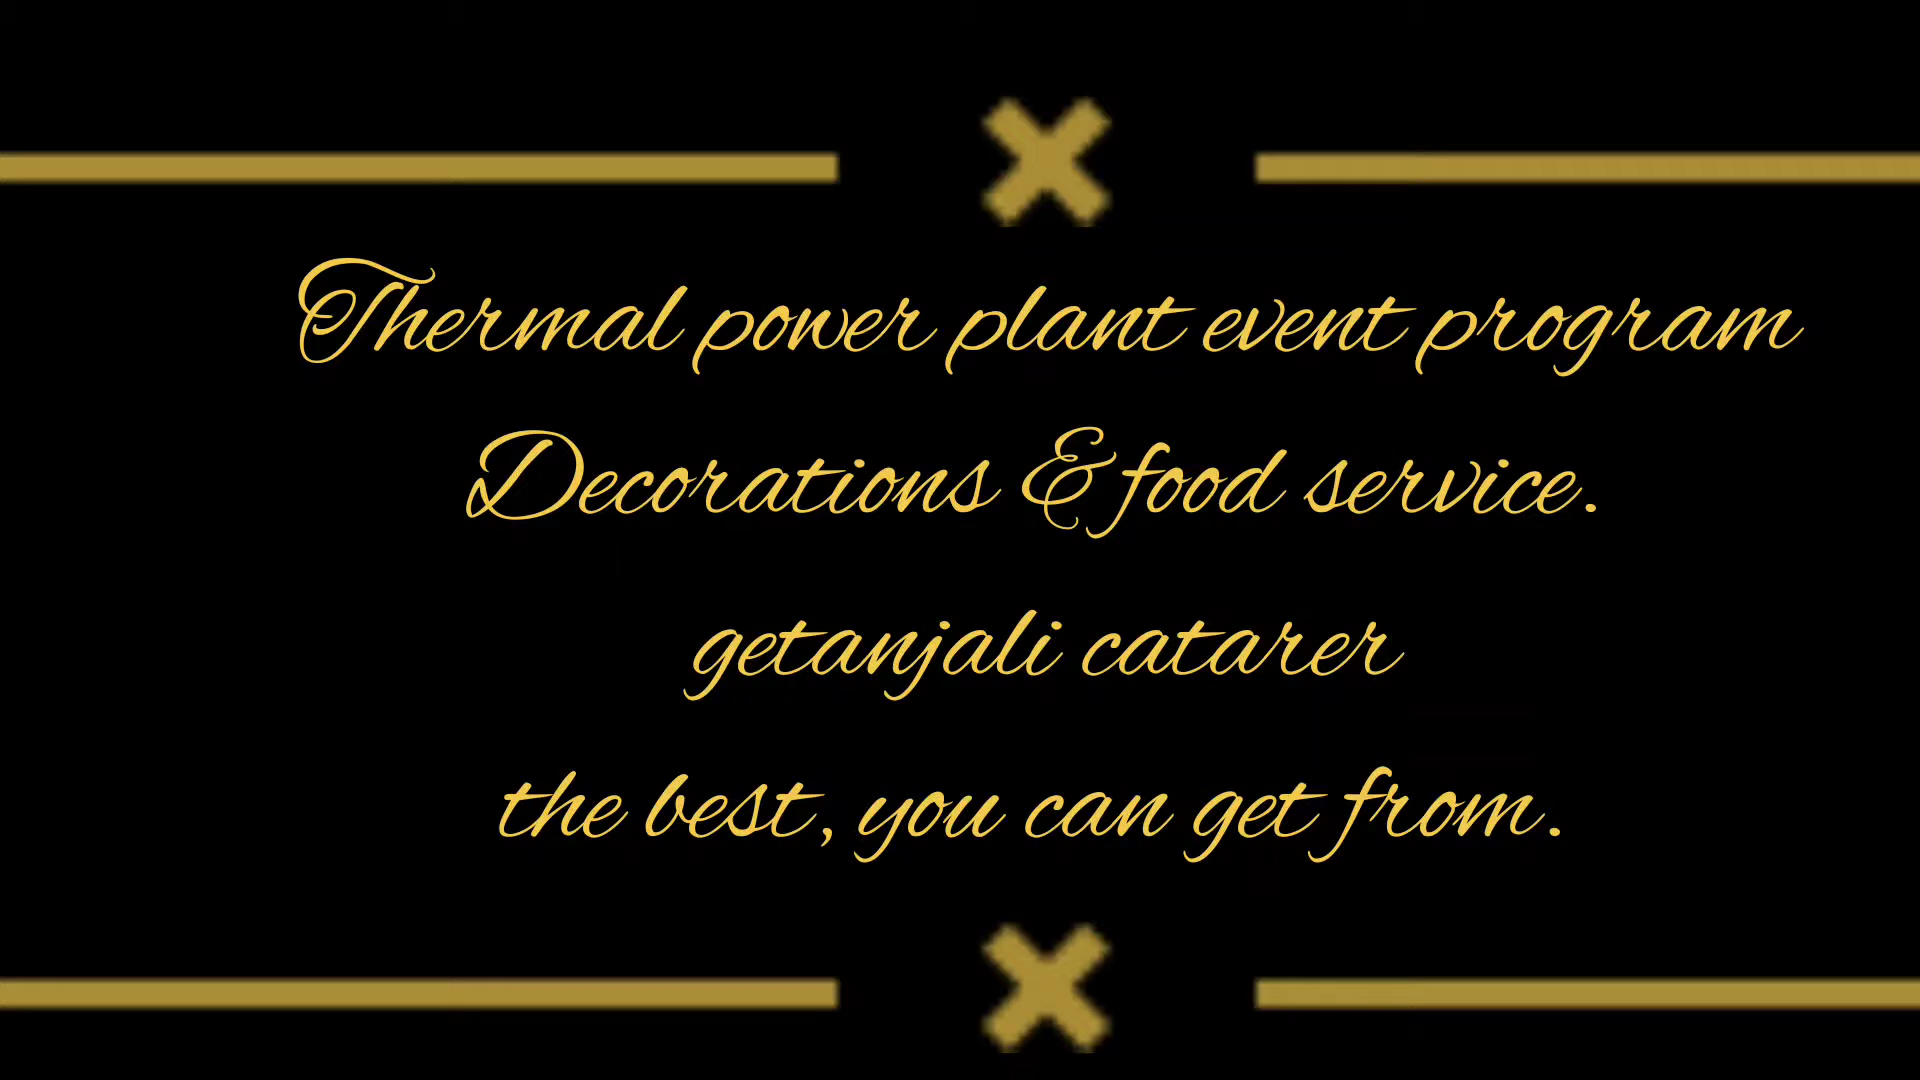 Thermal power plant event program
Decorations & food service.
getanjali catarer
the best, you can get from.